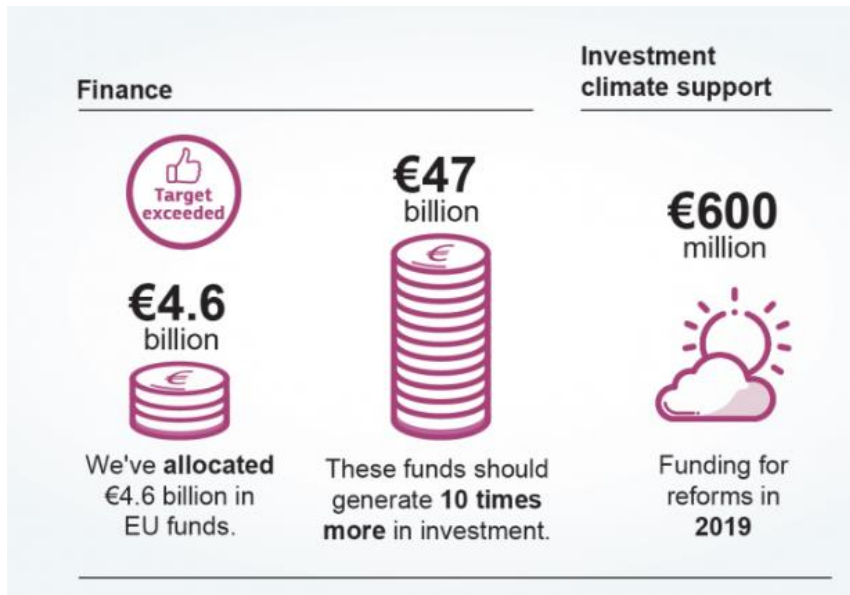 Finance
Target
exceeded
€4.6
billion
€
We've allocated
€4.6 billion in
EU funds.
€47
billion
€
These funds should
generate 10 times
more in investment.
Investment
climate support
€600
million
Funding for
reforms in
2019